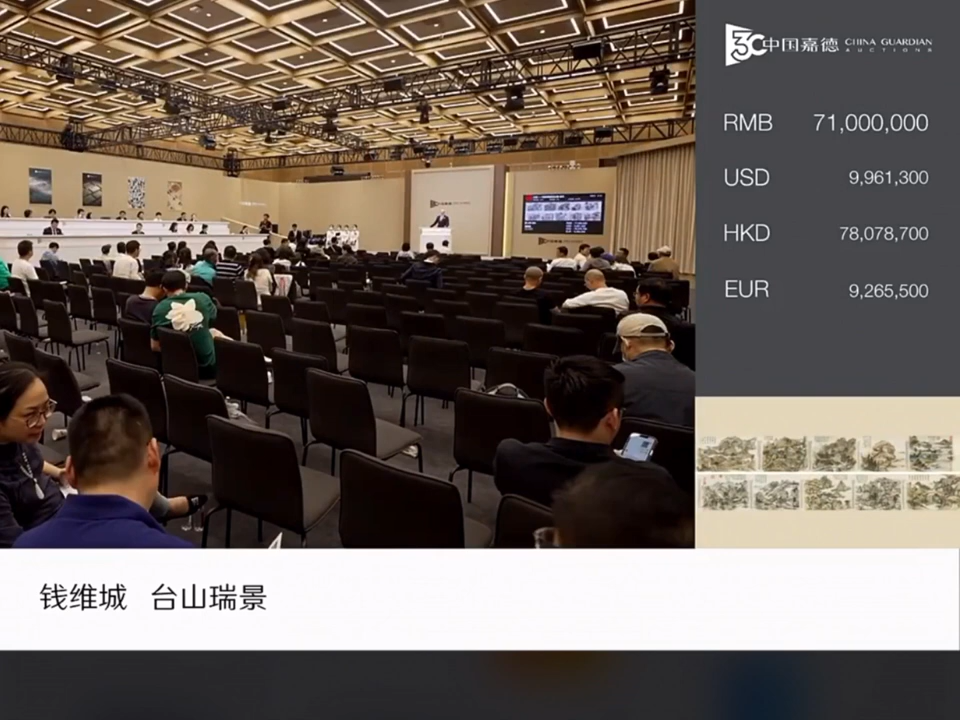 30 中国嘉德 CHINA GUARDIAN
AUCTIONS
RMB 71,000,000
USD 9,961,300
HKD 78,078,700
EUR 9,265,500
钱维城 台山瑞景